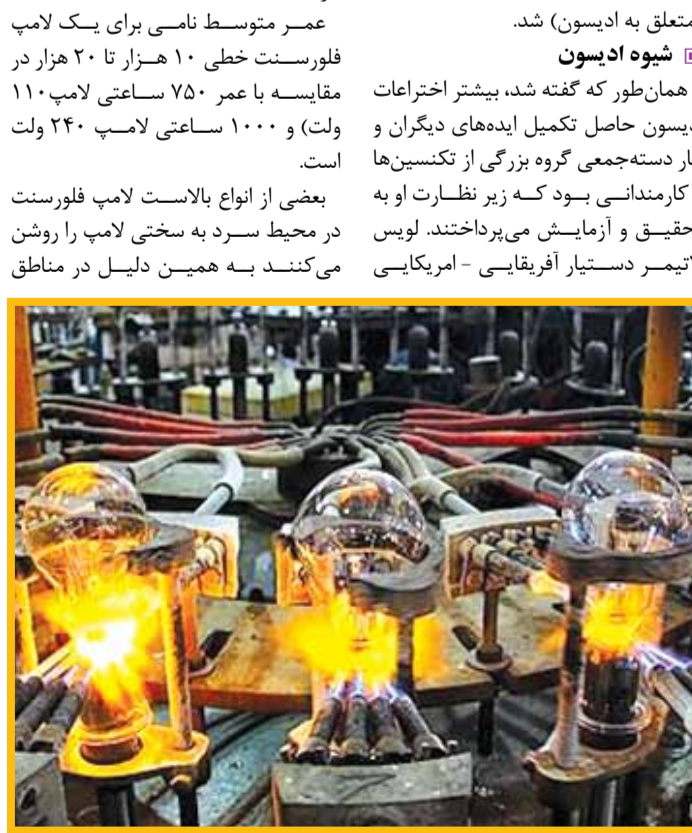 متعلق به ادیسون) شد.
شیوه ادیسون
همان‌طور که گفته شد، بیشتر اختراعات
دیسون حاصل تکمیل ایده‌های دیگران و
ار دسته‌جمعی گروه بزرگی از تکنسین‌ها
کارمندانی بود که زیر نظارت او به
حقیق و آزمایش می‌پرداختند. لویس
لاتیمر دستیار آفریقایی - امریکایی
عمر متوسط نامی برای یک لامپ
فلورسنت خطی ۱۰ هزار تا ۲۰ هزار در
مقایسه با عمر ۷۵۰ ساعتی لامپ ۱۱۰
ولت) و ۱۰۰۰ ساعتی لامپ ۲۴۰ ولت
است.
بعضی از انواع بالاست لامپ فلورسنت
در محیط سرد به سختی لامپ را روشن
می‌کنند به همین دلیل در مناطق